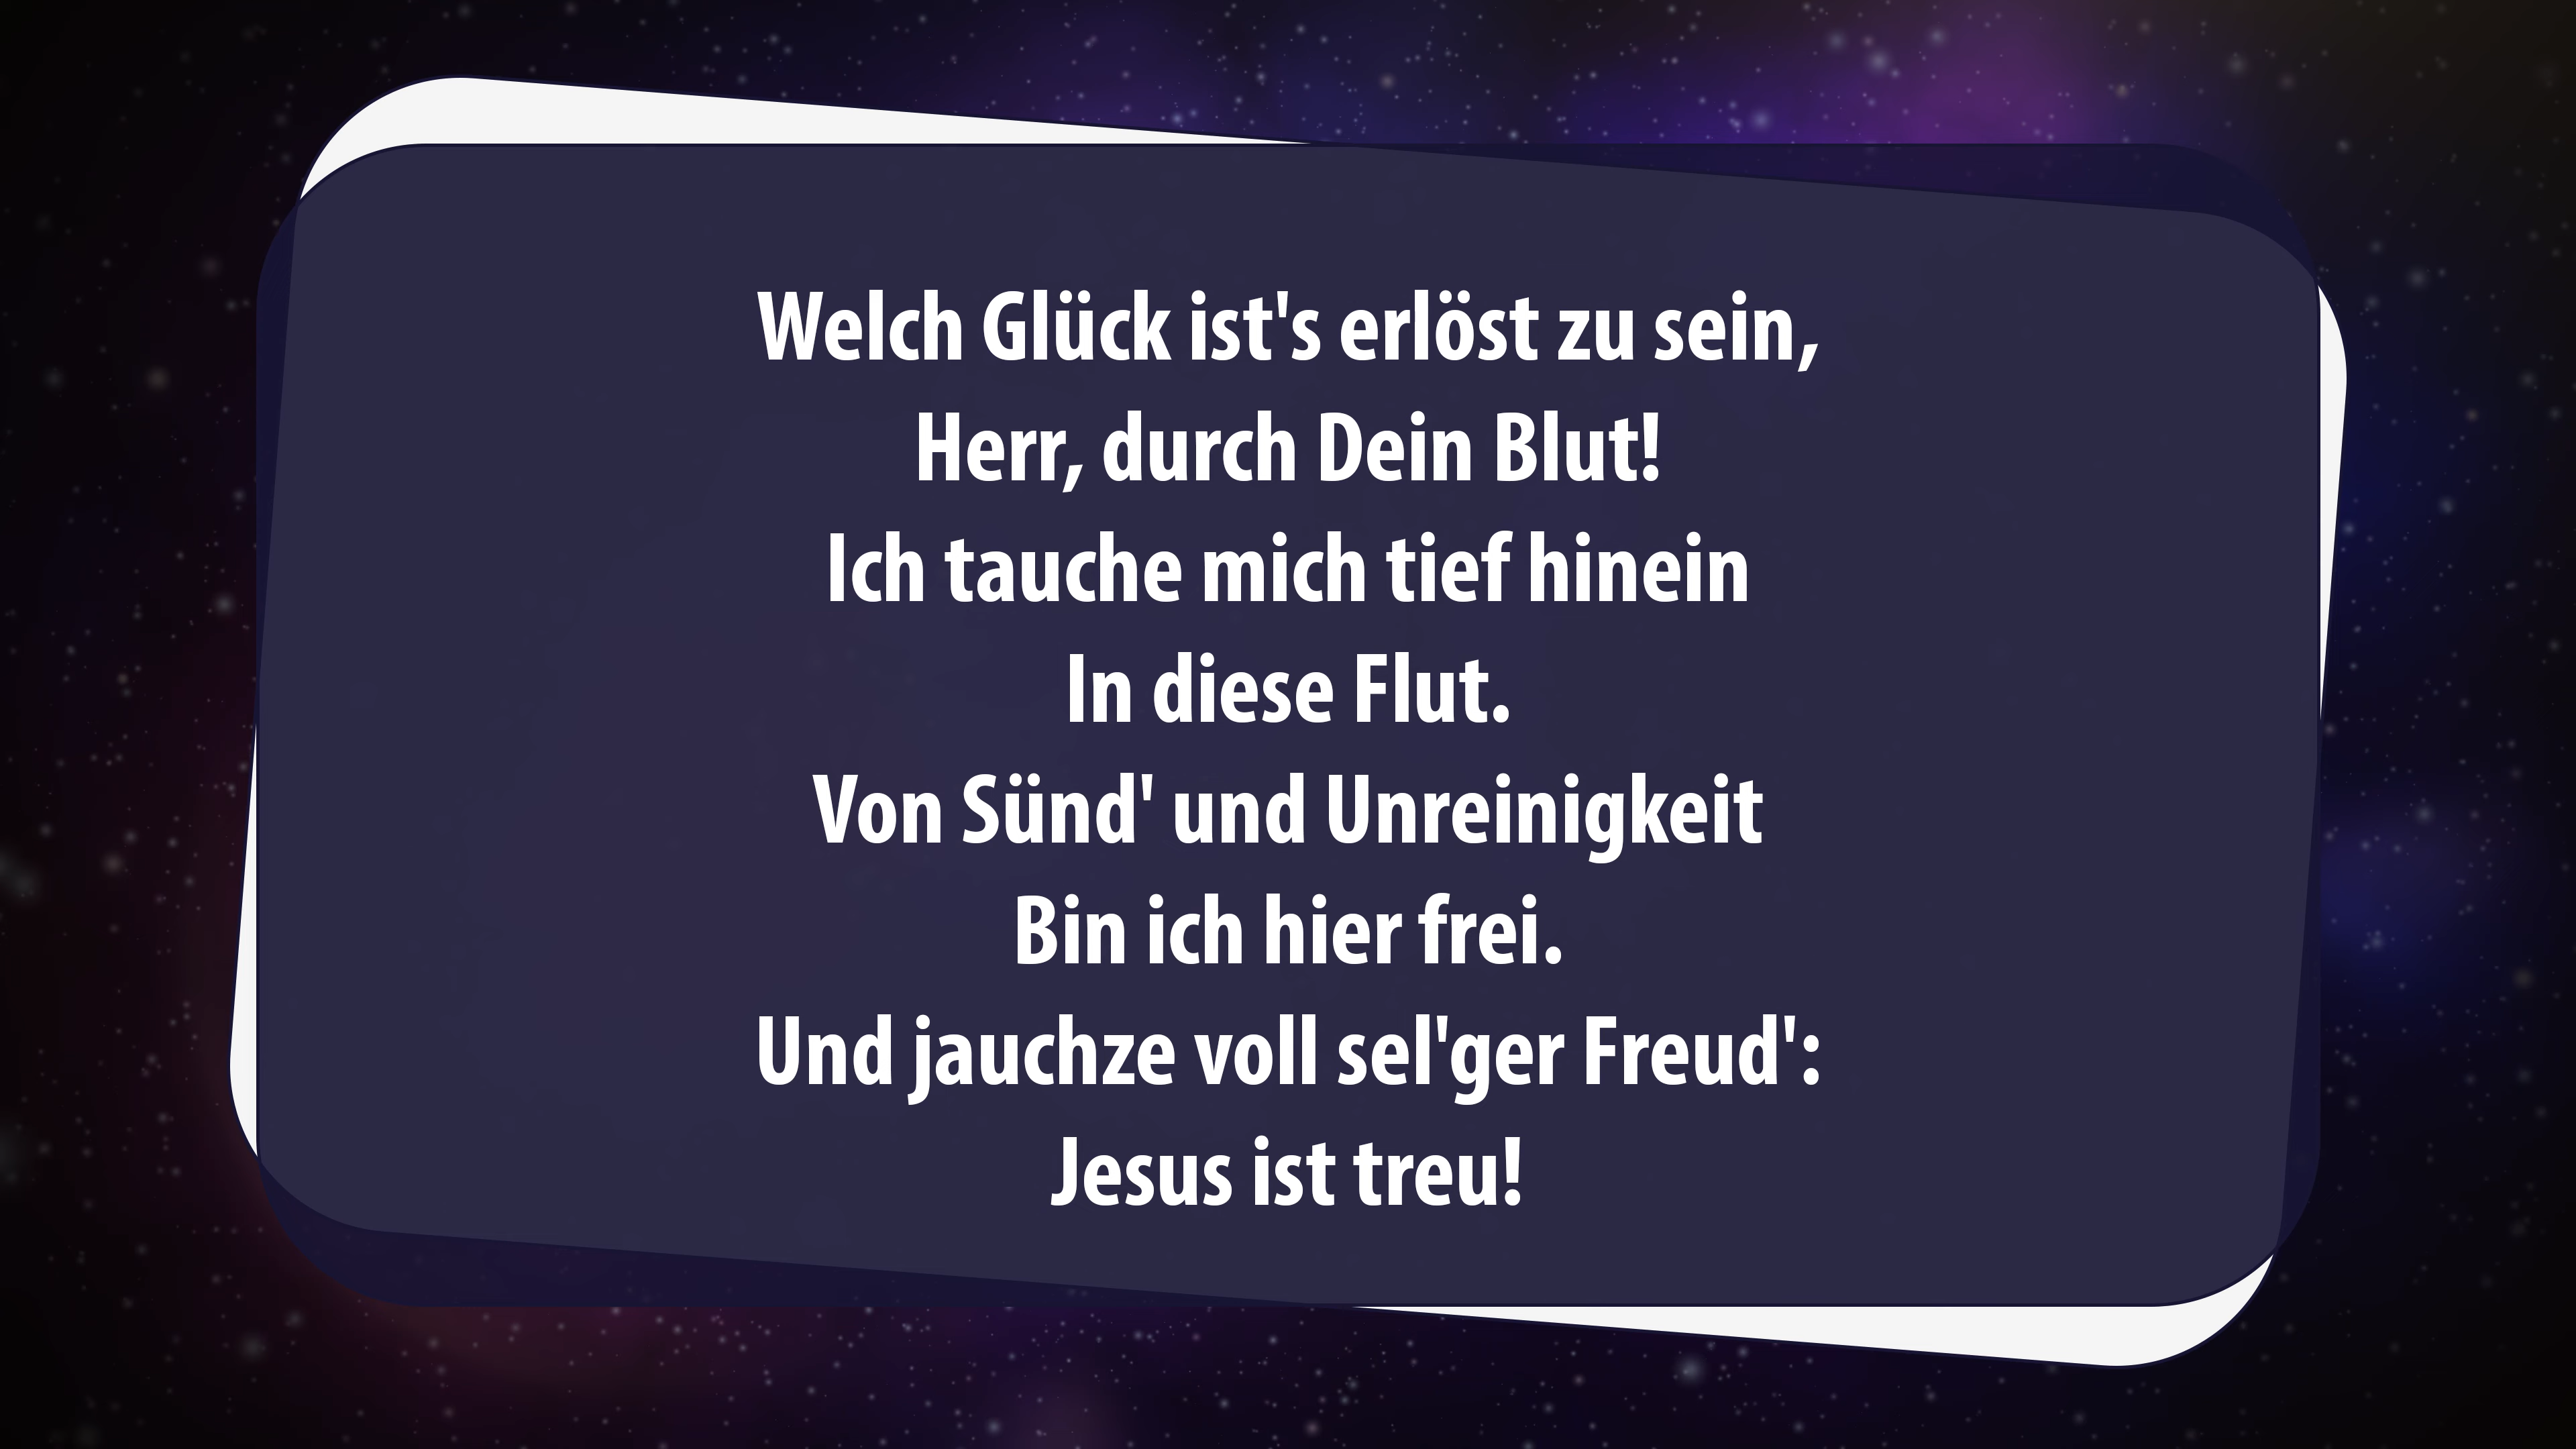 Welch Glück ist's erlöst zu sein,
Herr, durch Dein Blut!
Ich tauche mich tief hinein
In diese Flut.
Von Sünd' und Unreinigkeit
Bin ich hier frei.
Und jauchze voll sel'ger Freud':
Jesus ist treu!